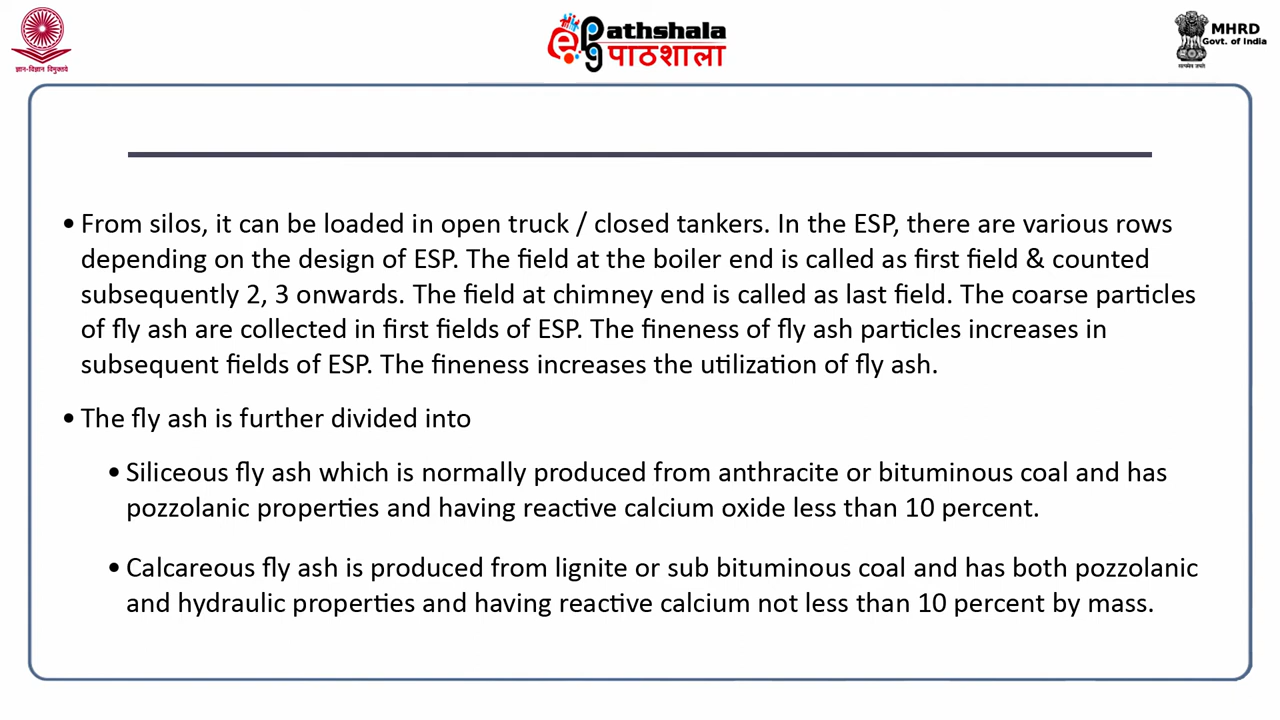 ज्ञान-विज्ञान विमुक्तये
ePG Pathshala
पाठशाला
MHRD
Govt. of India
सत्यमेव जयते
• From silos, it can be loaded in open truck / closed tankers. In the ESP, there are various rows
depending on the design of ESP. The field at the boiler end is called as first field & counted
subsequently 2, 3 onwards. The field at chimney end is called as last field. The coarse particles
of fly ash are collected in first fields of ESP. The fineness of fly ash particles increases in
subsequent fields of ESP. The fineness increases the utilization of fly ash.
• The fly ash is further divided into
• Siliceous fly ash which is normally produced from anthracite or bituminous coal and has
pozzolanic properties and having reactive calcium oxide less than 10 percent.
• Calcareous fly ash is produced from lignite or sub bituminous coal and has both pozzolanic
and hydraulic properties and having reactive calcium not less than 10 percent by mass.